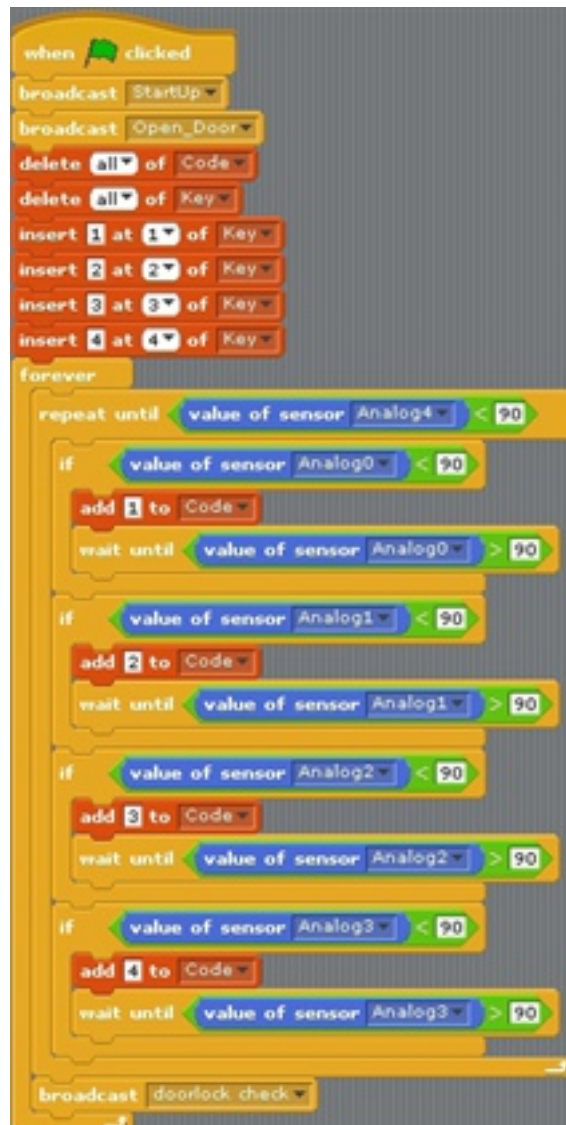 when clicked
broadcast StartUp
broadcast Open_Door
delete all of Code
delete all of Key
insert 1 at 1 of Key
insert 2 at 2 of Key
insert 3 at 3 of Key
insert 4 at 4 of Key
forever
repeat until value of sensor Analog4 < 90
if value of sensor Analog0 < 90
add 1 to Code
wait until value of sensor Analog0 > 90
if value of sensor Analog1 < 90
add 2 to Code
wait until value of sensor Analog1 > 90
if value of sensor Analog2 < 90
add 3 to Code
wait until value of sensor Analog2 > 90
if value of sensor Analog3 < 90
add 4 to Code
wait until value of sensor Analog3 > 90
broadcast doorlock check